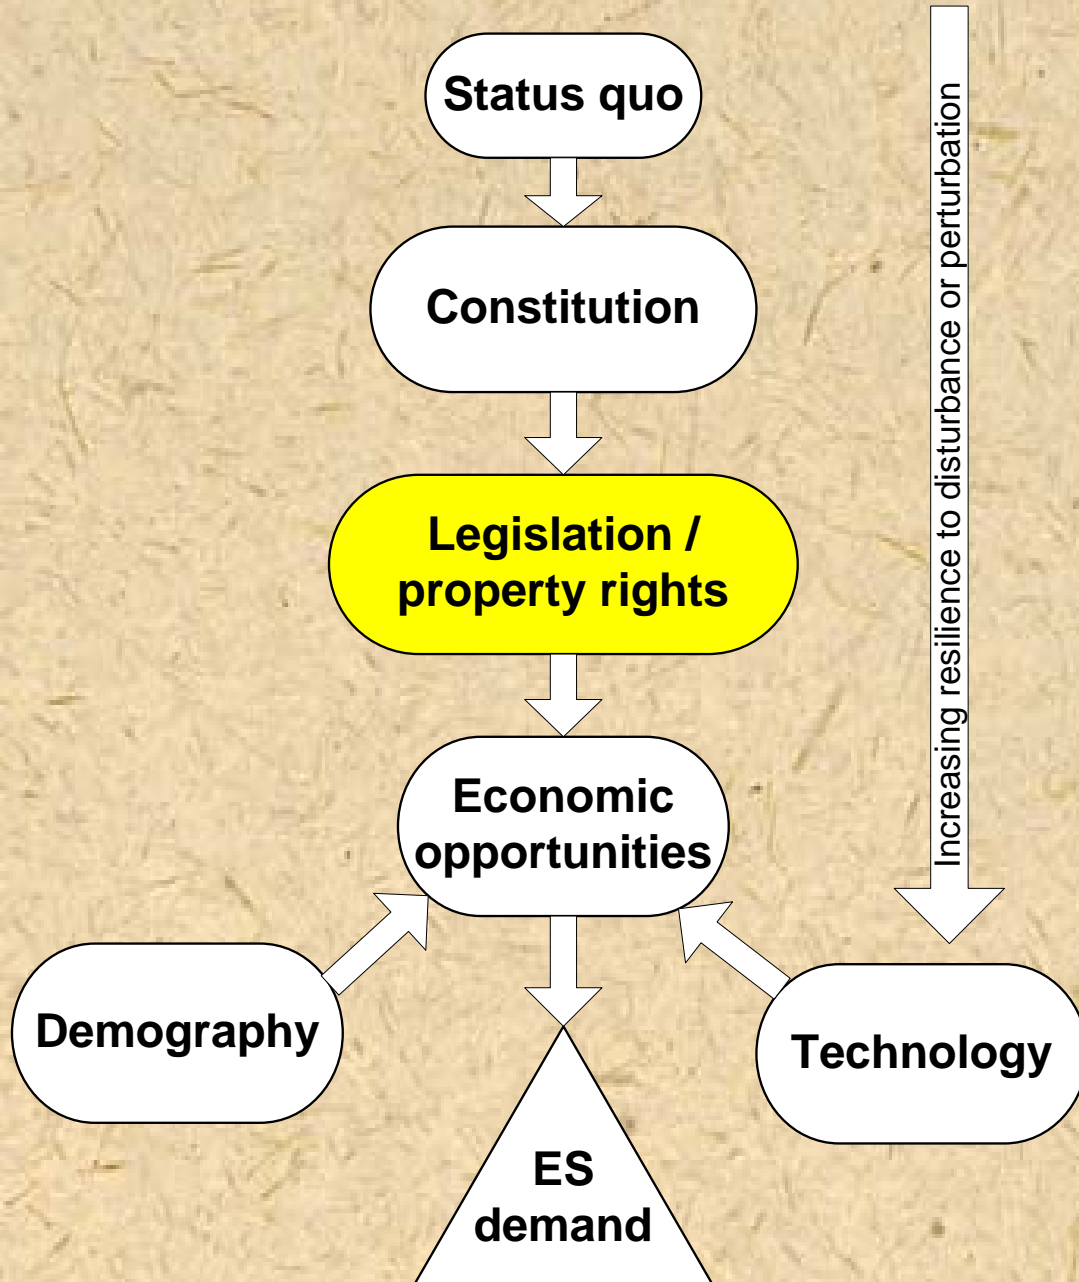 Status quo
Constitution
Legislation /
property rights
Economic
opportunities
Demography
Technology
ES
demand
Increasing resilience to disturbance or perturbation